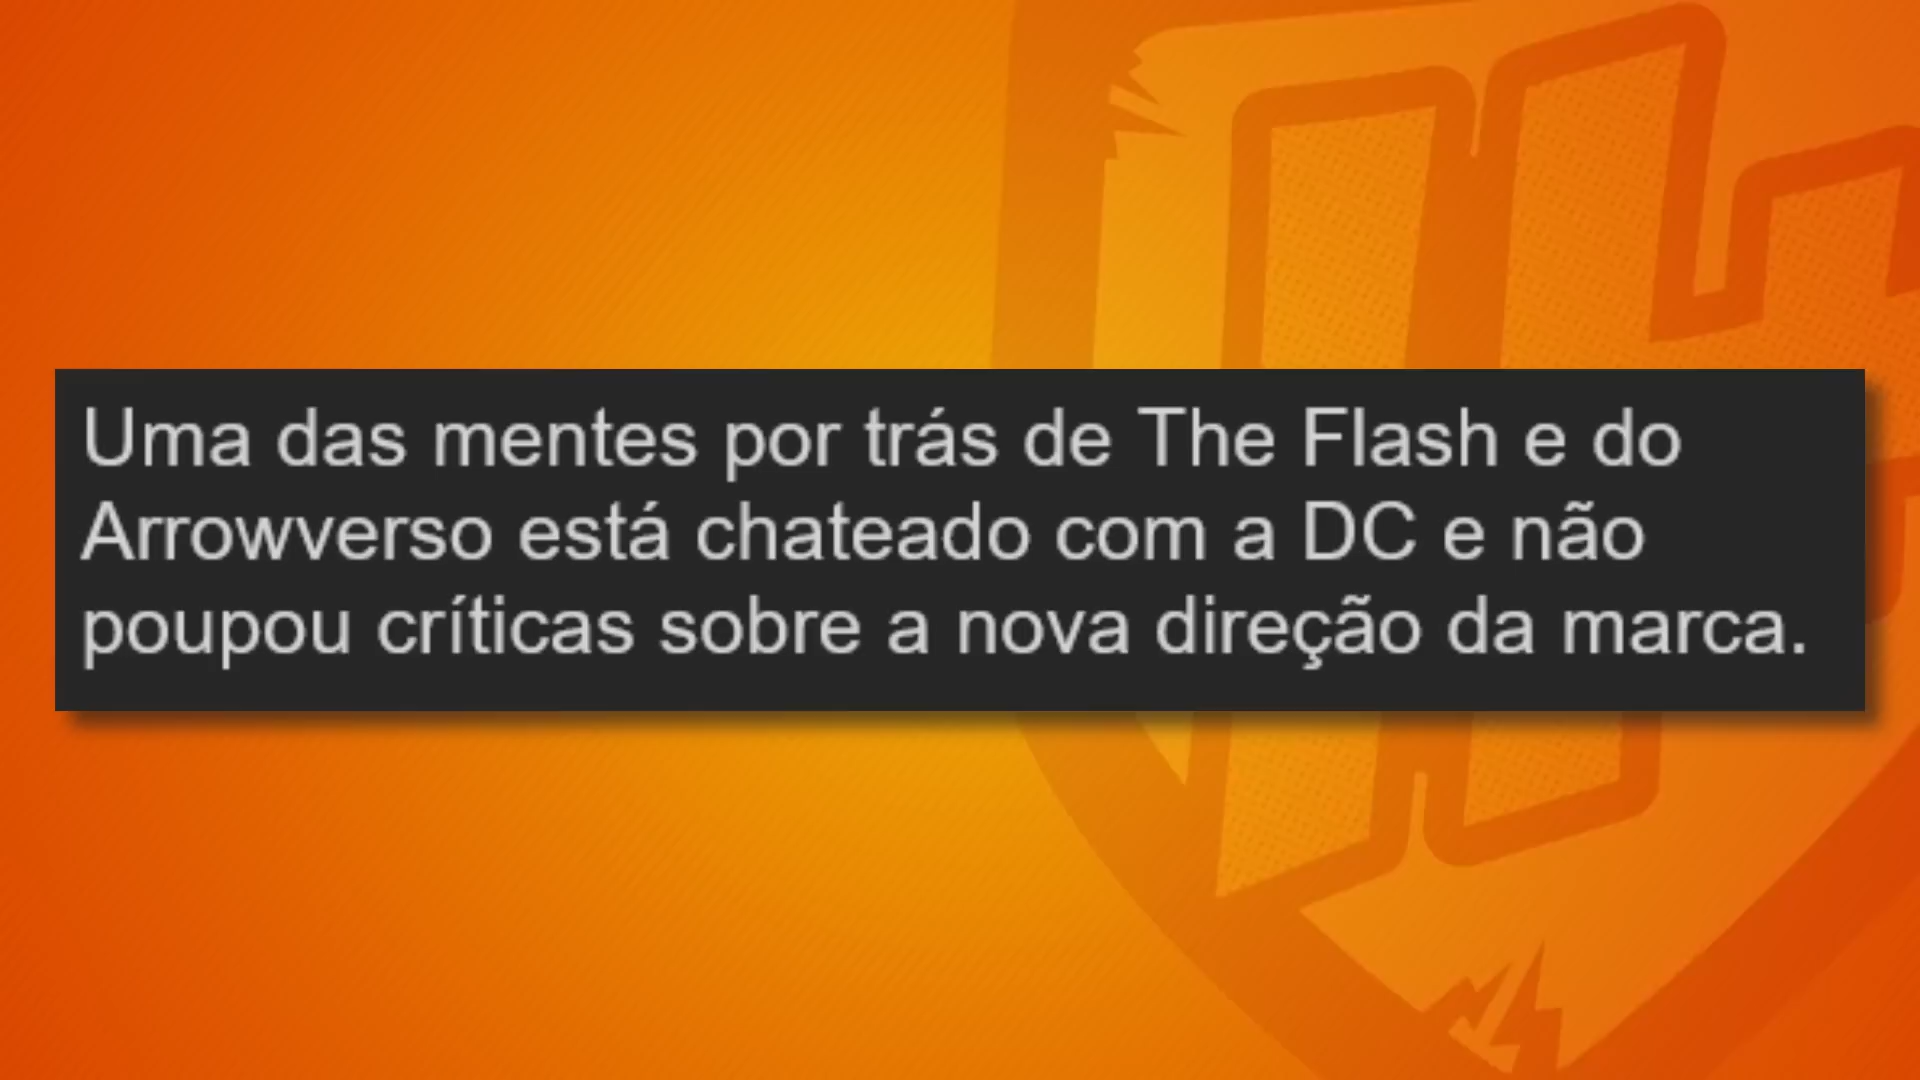 Uma das mentes por trás de The Flash e do
Arrowverso está chateado com a DC e não
poupou críticas sobre a nova direção da marca.